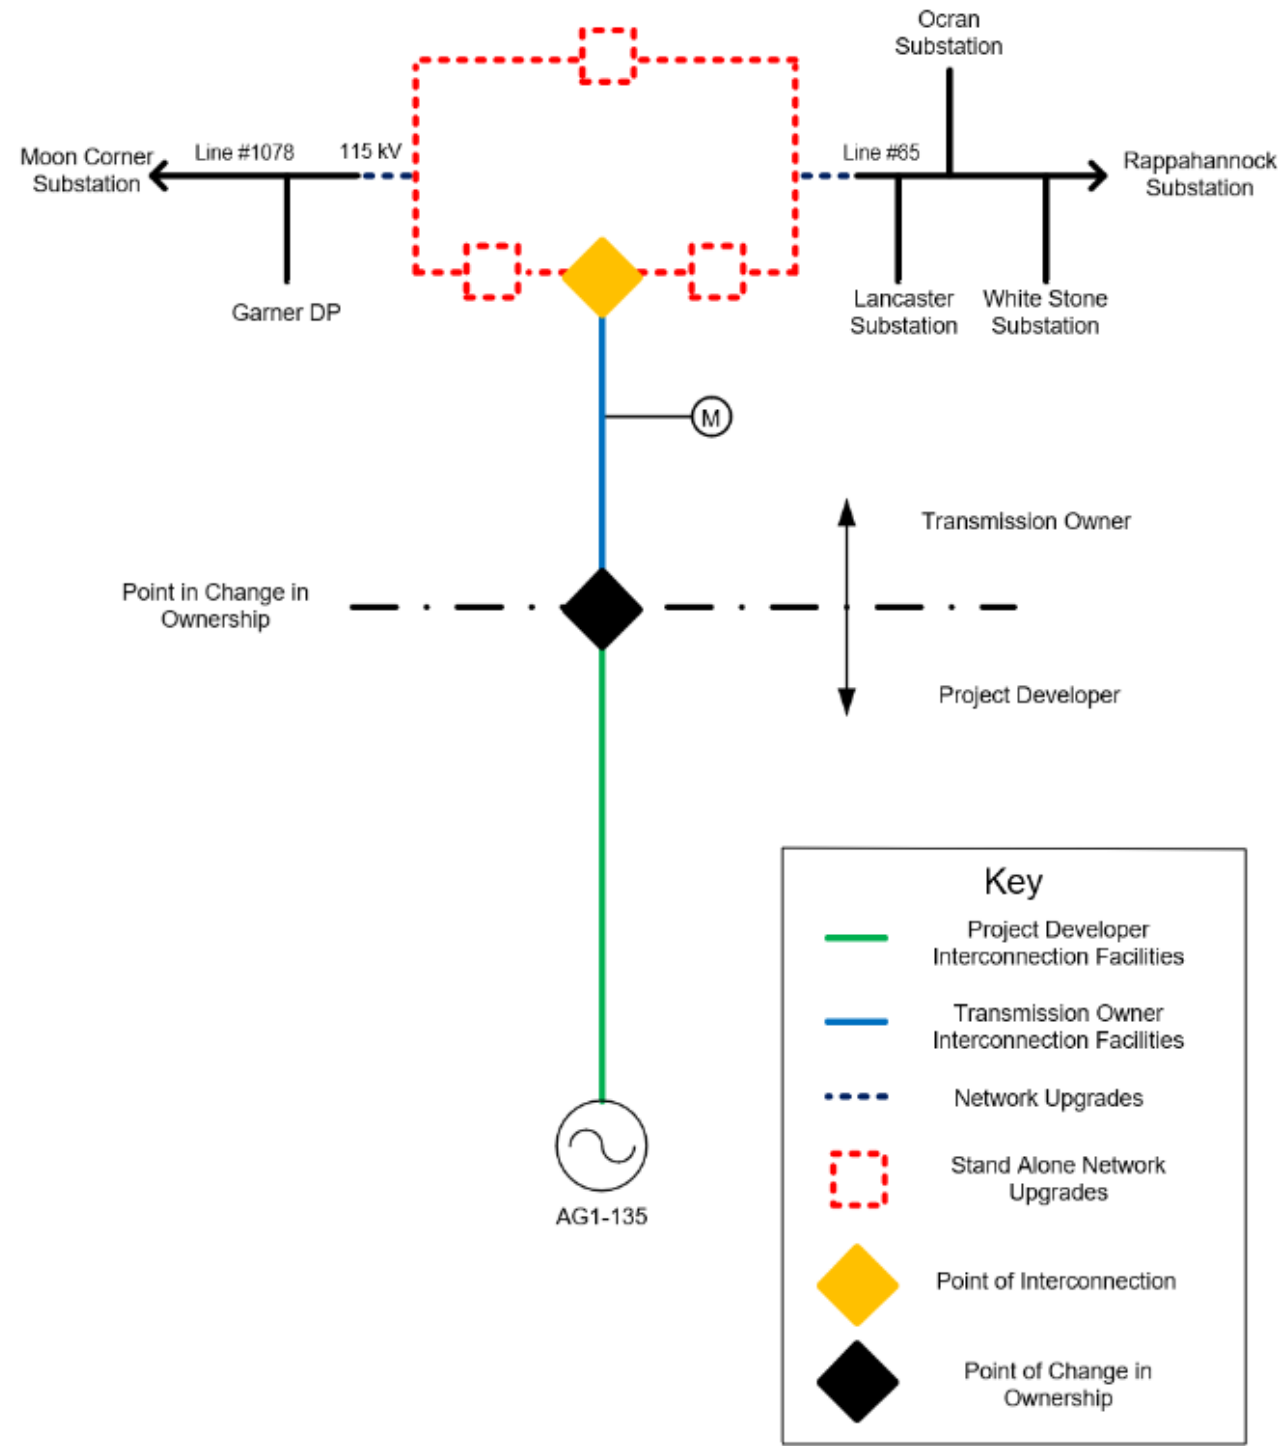 Ocran
Substation
Moon Corner
Substation
Line #1078
115 kV
Line #65
Rappahannock
Substation
Garner DP
Lancaster
Substation
White Stone
Substation
M
Transmission Owner
Point in Change in
Ownership
Project Developer
AG1-135
Key
Project Developer
Interconnection Facilities
Transmission Owner
Interconnection Facilities
Network Upgrades
Stand Alone Network
Upgrades
Point of Interconnection
Point of Change in
Ownership